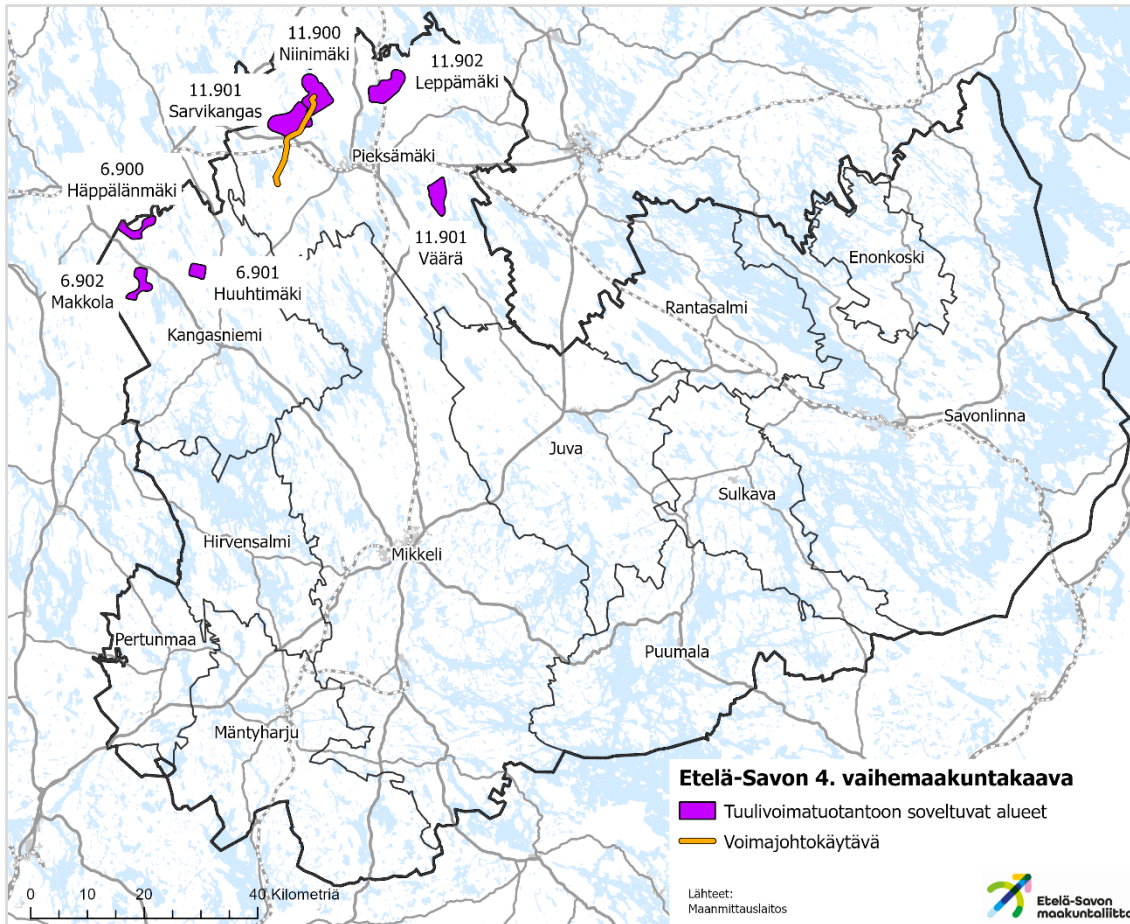 11.900
Niinimäki
11.902
Leppämäki
11.901
Sarvikangas
Pieksämäki
6.900
Häppälänmäki
11.901
Väärä
Enonkoski
6.902
Makkola
6.901
Huuhtimäki
Rantasalmi
Kangasniemi
Savonlinna
Juva
Sulkava
Hirvensalmi
Mikkeli
Pertunmaa
Puumala
Mäntyharju
Etelä-Savon 4. vaihemaakuntakaava
Tuulivoimatuotantoon soveltuvat alueet
Voimajohtokäytävä
0 10 20 40 Kilometriä
Lähteet:
Maanmittauslaitos
Etelä-Savon
maakuntaliitto